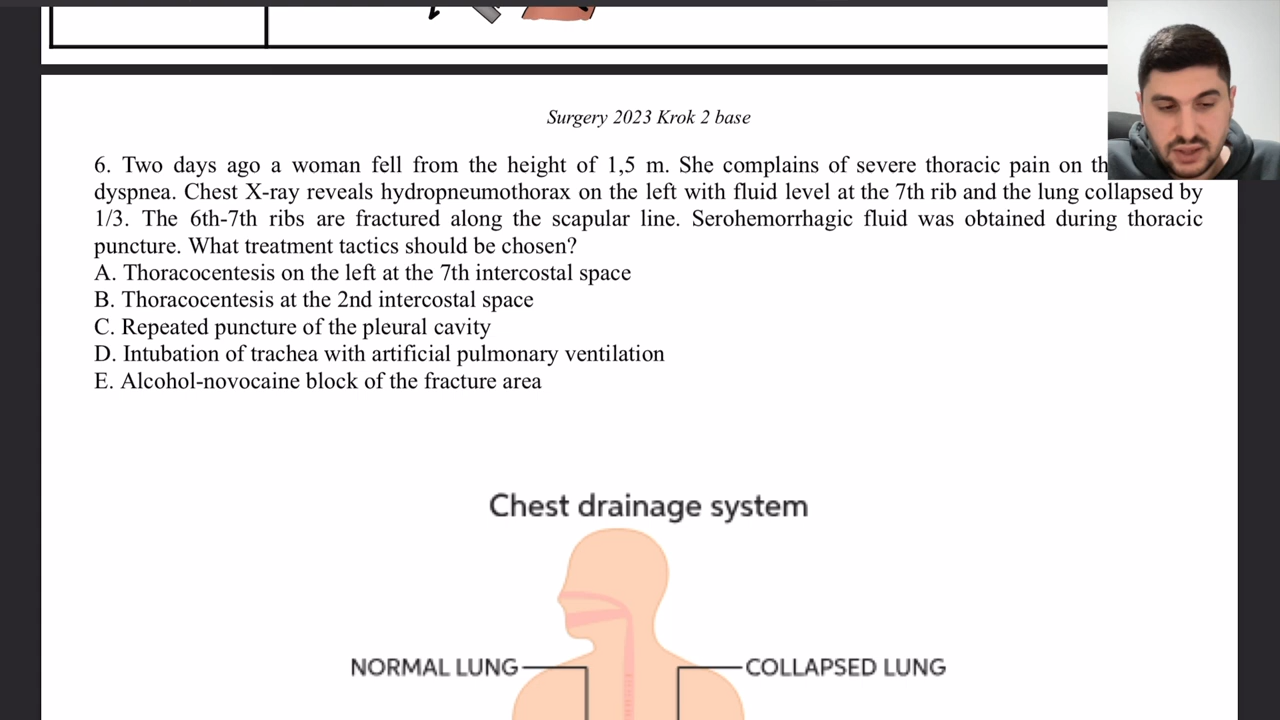 Surgery 2023 Krok 2 base
6. Two days ago a woman fell from the height of 1,5 m. She complains of severe thoracic pain on
dyspnea. Chest X-ray reveals hydropneumothorax on the left with fluid level at the 7th rib and the lung collapsed by
1/3. The 6th-7th ribs are fractured along the scapular line. Serohemorrhagic fluid was obtained during thoracic
puncture. What treatment tactics should be chosen?
A. Thoracocentesis on the left at the 7th intercostal space
B. Thoracocentesis at the 2nd intercostal space
C. Repeated puncture of the pleural cavity
D. Intubation of trachea with artificial pulmonary ventilation
E. Alcohol-novocaine block of the fracture area
Chest drainage system
NORMAL LUNG
COLLAPSED LUNG